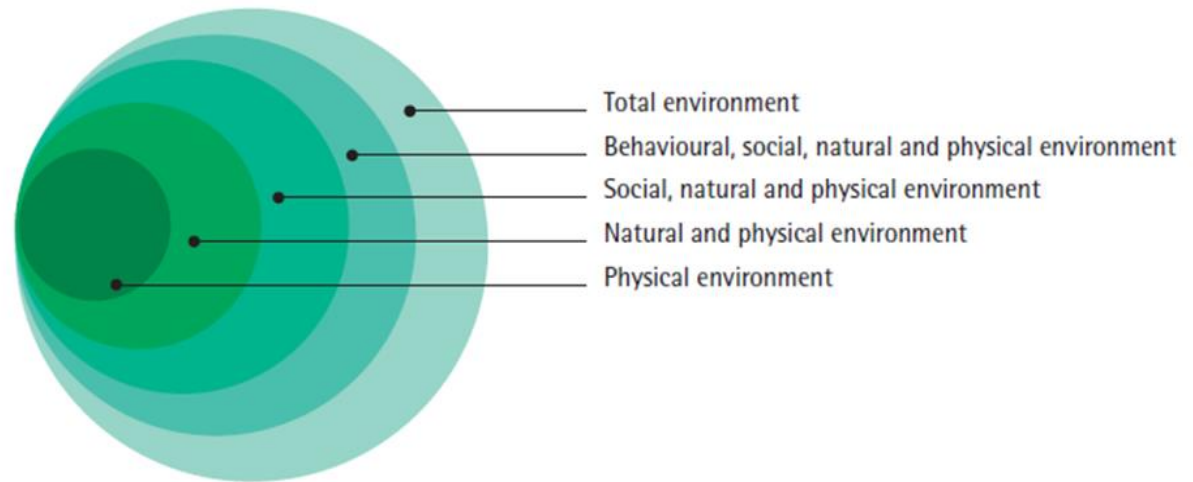 Total environment
Behavioural, social, natural and physical environment
Social, natural and physical environment
Natural and physical environment
Physical environment